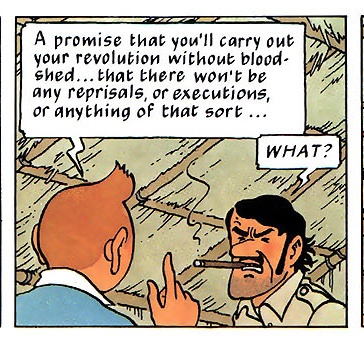 A promise that you'll carry out
your revolution without blood-
shed...that there won't be
any reprisals, or executions,
or anything of that sort ...
WHAT?